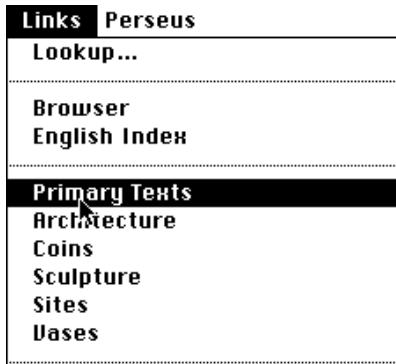 Links Perseus
Lookup...
Browser
English Index
Primary Texts
Architecture
Coins
Sculpture
Sites
Vases